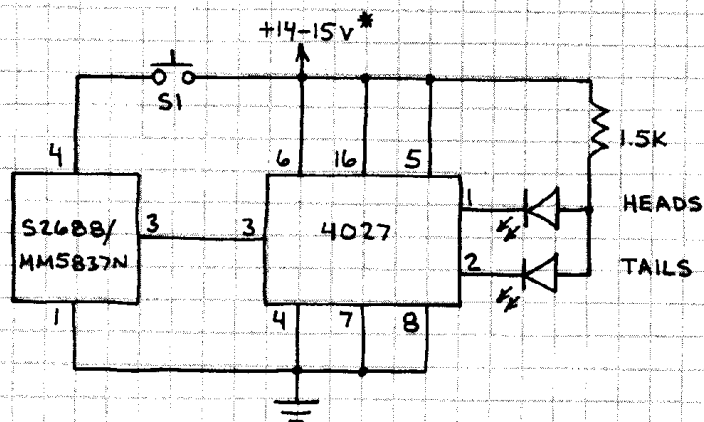 +14-15V*
S1
4
6 16 5
1.5K
S2688/
MM5837N
3
3
4027
1
HEADS
2
TAILS
1
4 7 8